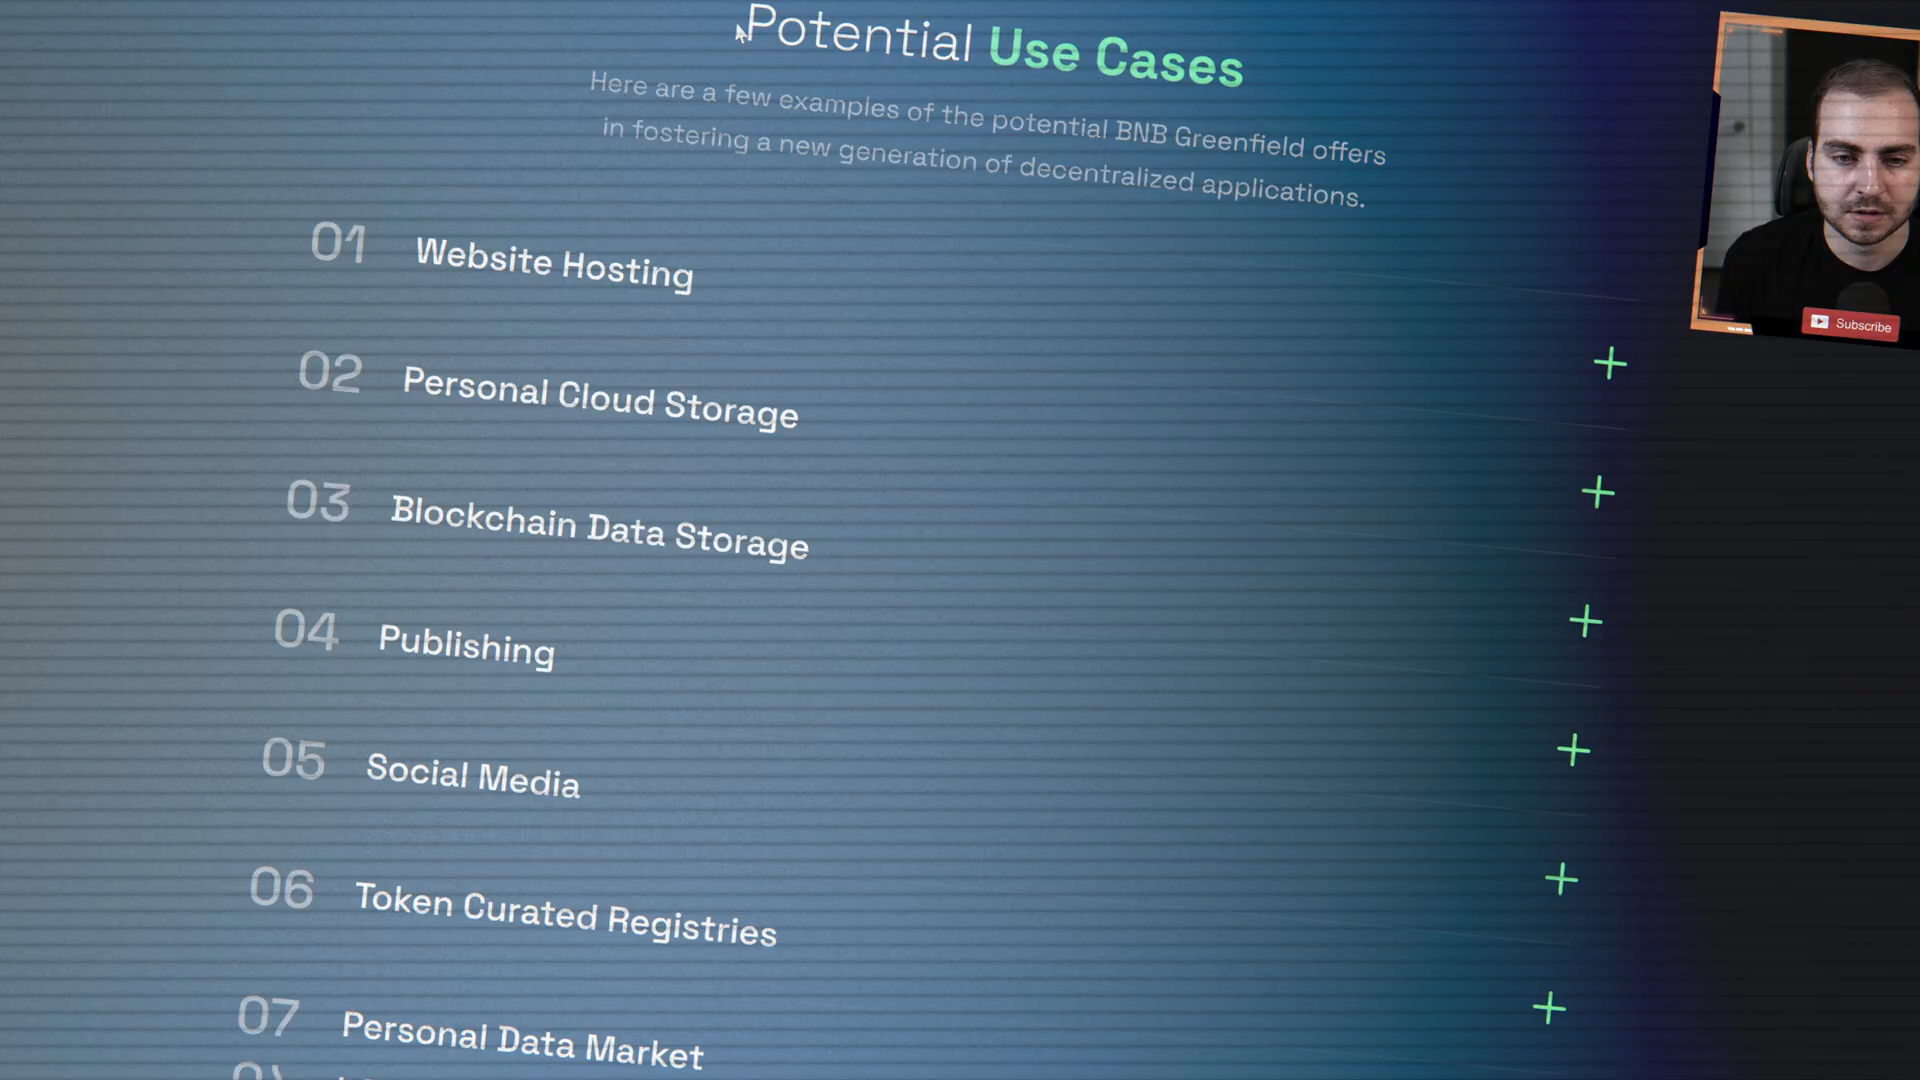 Potential Use Cases
Here are a few examples of the potential BNB Greenfield offers
in fostering a new generation of decentralized applications.
01 Website Hosting
02 Personal Cloud Storage
03 Blockchain Data Storage
04 Publishing
05 Social Media
06 Token Curated Registries
07 Personal Data Market
Subscribe